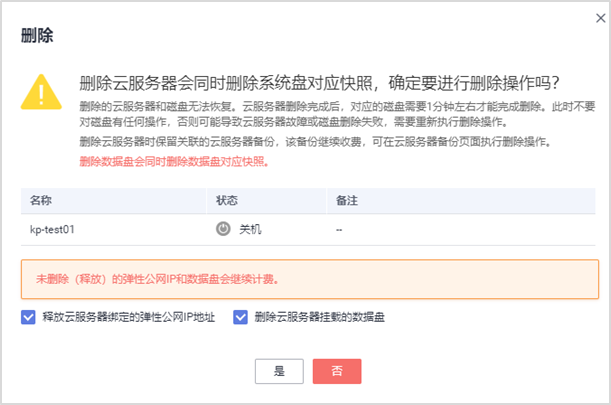 删除
删除云服务器会同时删除系统盘对应快照，确定要进行删除操作吗？
删除的云服务器和磁盘无法恢复。云服务器删除完成后，对应的磁盘需要1分钟左右才能完成删除。此时不要
对磁盘有任何操作，否则可能导致云服务器故障或磁盘删除失败，需要重新执行删除操作。
删除云服务器时保留关联的云服务器备份，该备份继续收费，可在云服务器备份页面执行删除操作。
删除数据盘会同时删除数据盘对应快照。
名称 状态 备注
kp-test01 关机 --
未删除（释放）的弹性公网IP和数据盘会继续计费。
释放云服务器绑定的弹性公网IP地址 删除云服务器挂载的数据盘
是 否